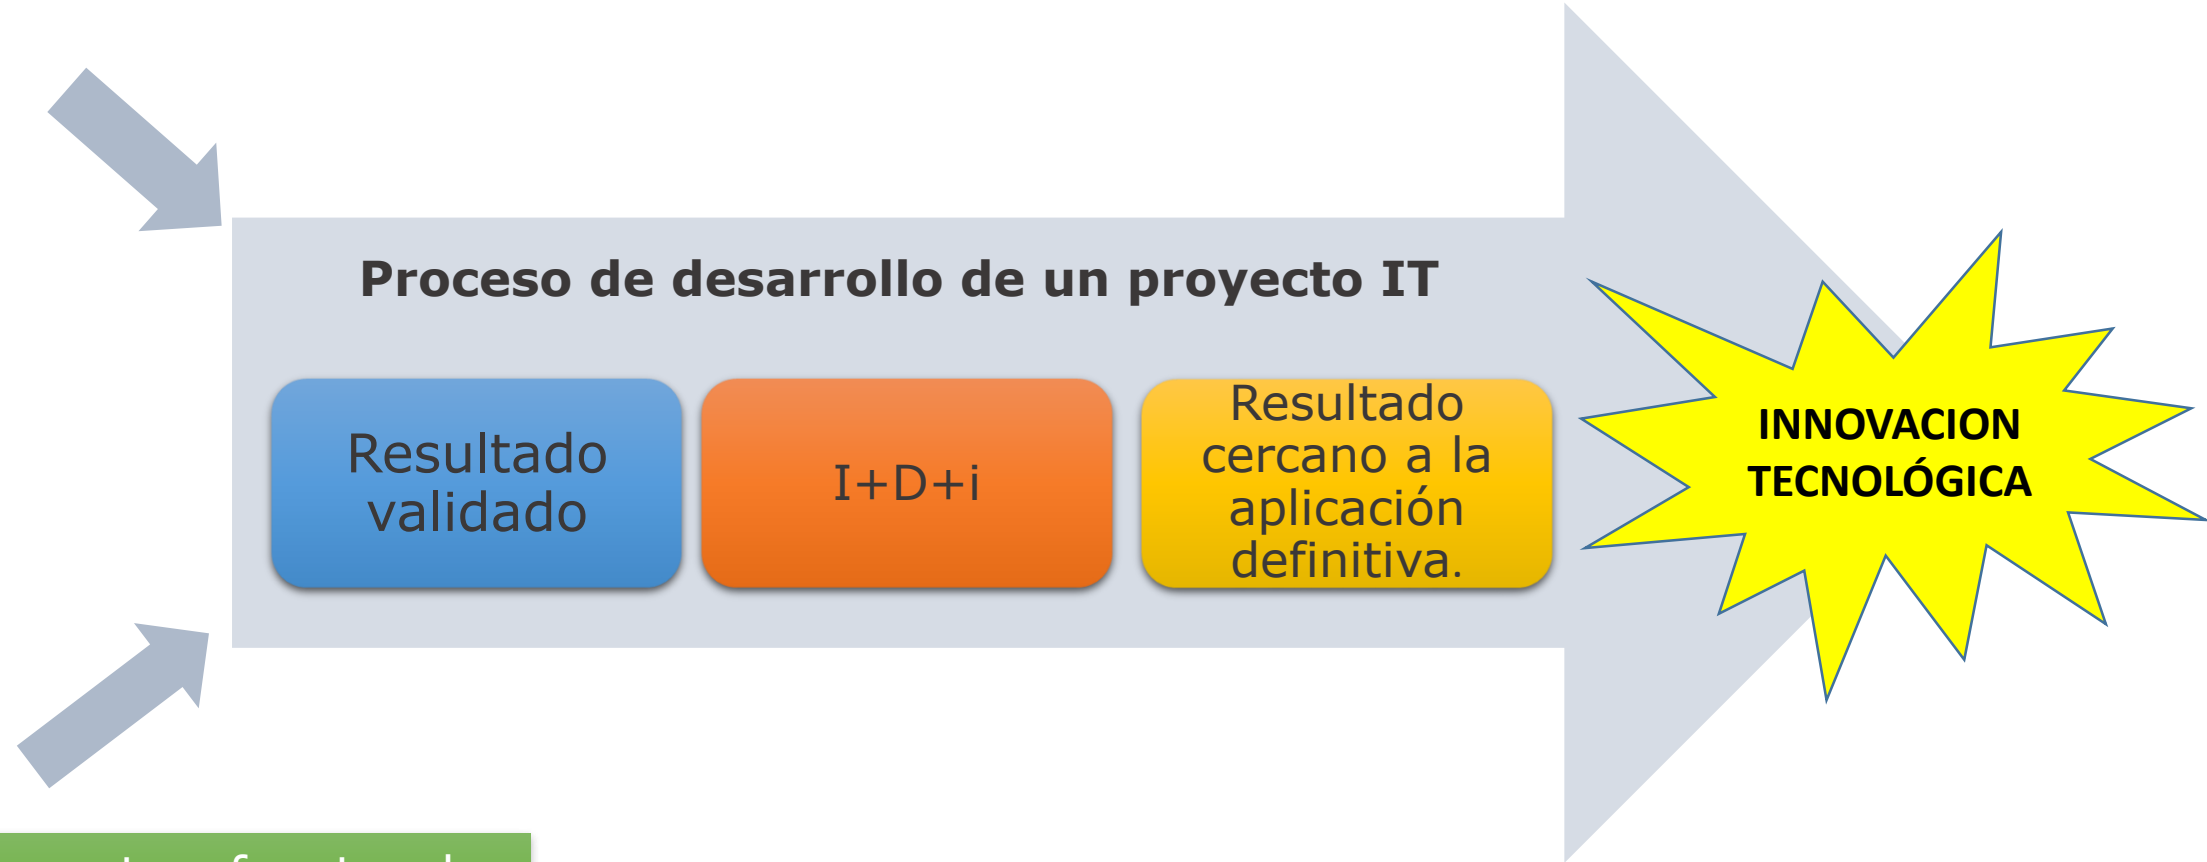 Proceso de desarrollo de un proyecto IT
Resultado
validado
I+D+i
Resultado
cercano a la
aplicación
definitiva.
INNOVACION
TECNOLÓGICA